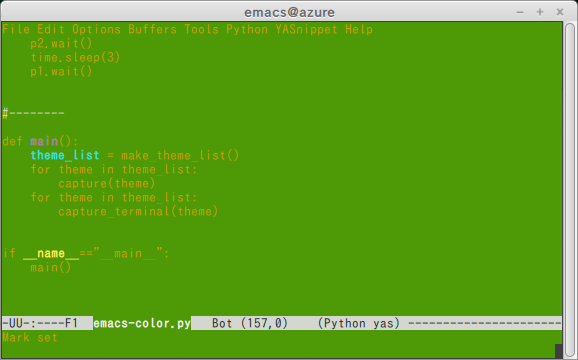 emacs@azure
File Edit Options Buffers Tools Python YASnippet Help
    p2.wait()
    time.sleep(3)
    p1.wait()
#--------
def main():
    theme_list = make_theme_list()
    for theme in theme_list:
        capture(theme)
    for theme in theme_list:
        capture_terminal(theme)
if __name__=="__main__":
    main()
-UU-:----F1  emacs-color.py   Bot (157,0)    (Python yas) ----------------------
Mark set